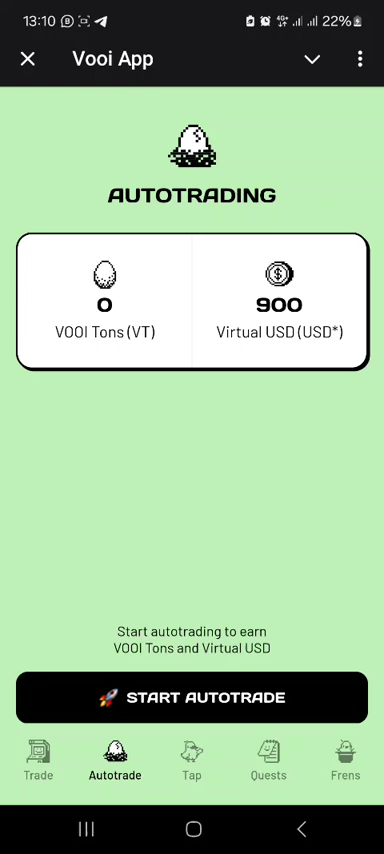 13:10
4G+
22%
Vooi App
AUTOTRADING
0
VOOI Tons (VT)
900
Virtual USD (USD*)
Start autotrading to earn
VOOI Tons and Virtual USD
🚀 START AUTOTRADE
Trade
Autotrade
Tap
Quests
Frens